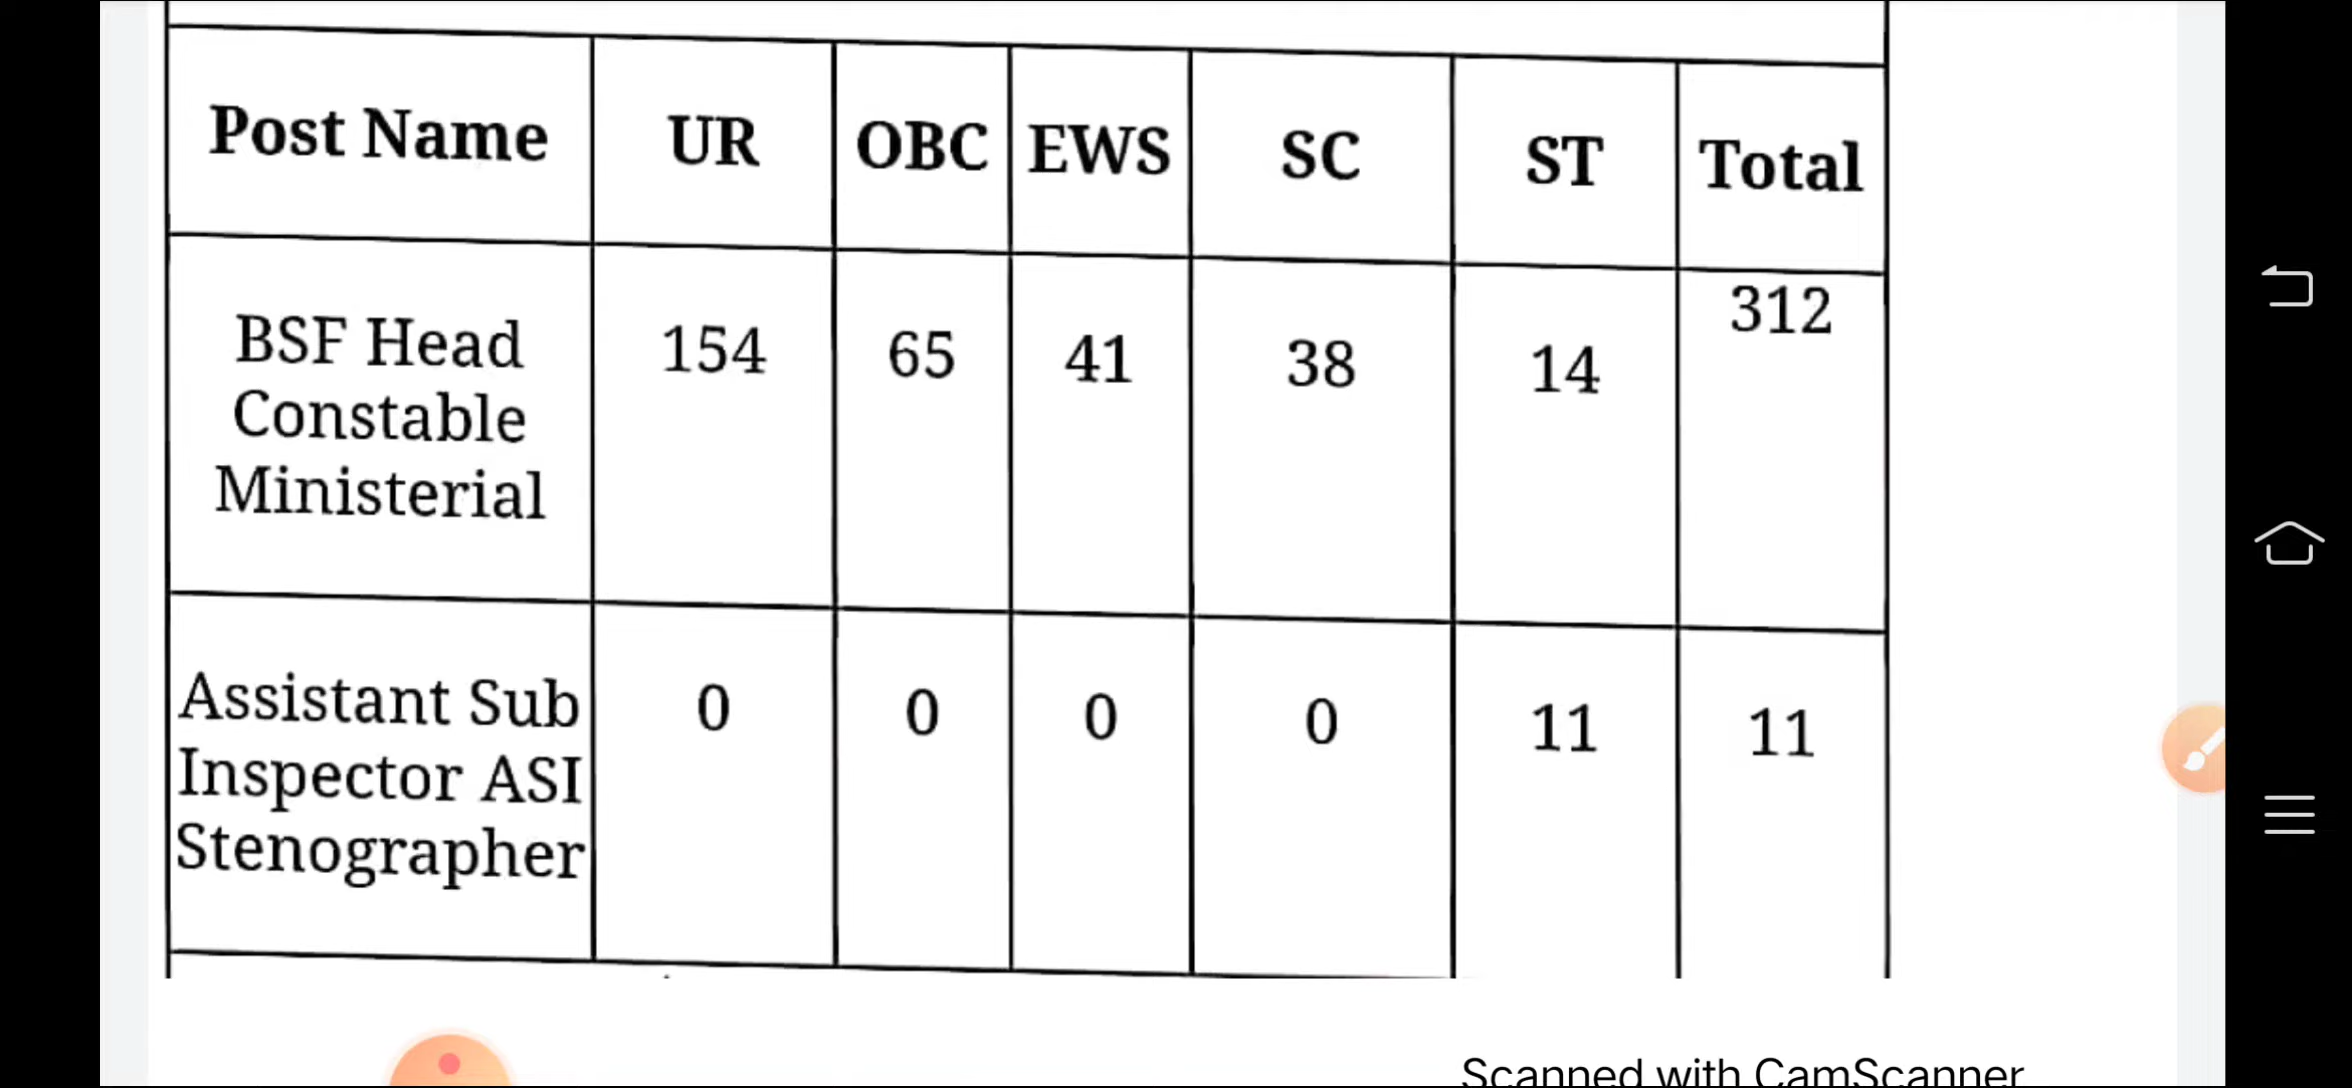 Post Name UR OBC EWS SC ST Total
BSF Head
Constable
Ministerial
154 65 41 38 14 312
Assistant Sub
Inspector ASI
Stenographer
0 0 0 0 11 11
Scanned with CamScanner